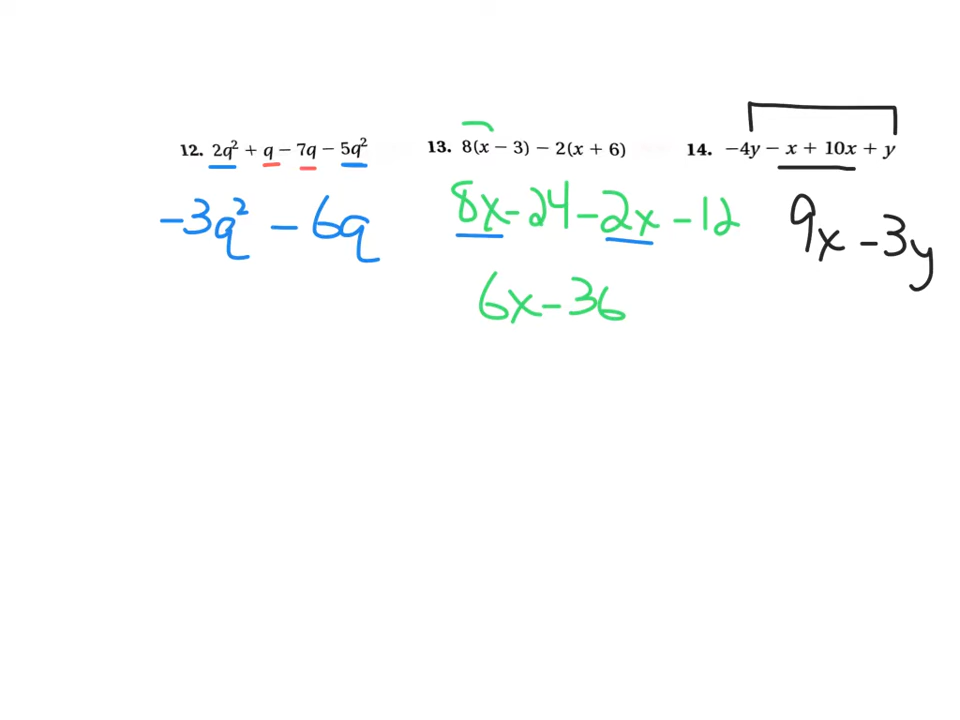 12. 2q² + q − 7q − 5q²
13. 8(x − 3) − 2(x + 6)
14. −4y − x + 10x + y
-3q² - 6q
8x - 24 - 2x - 12
9x - 3y
6x - 36